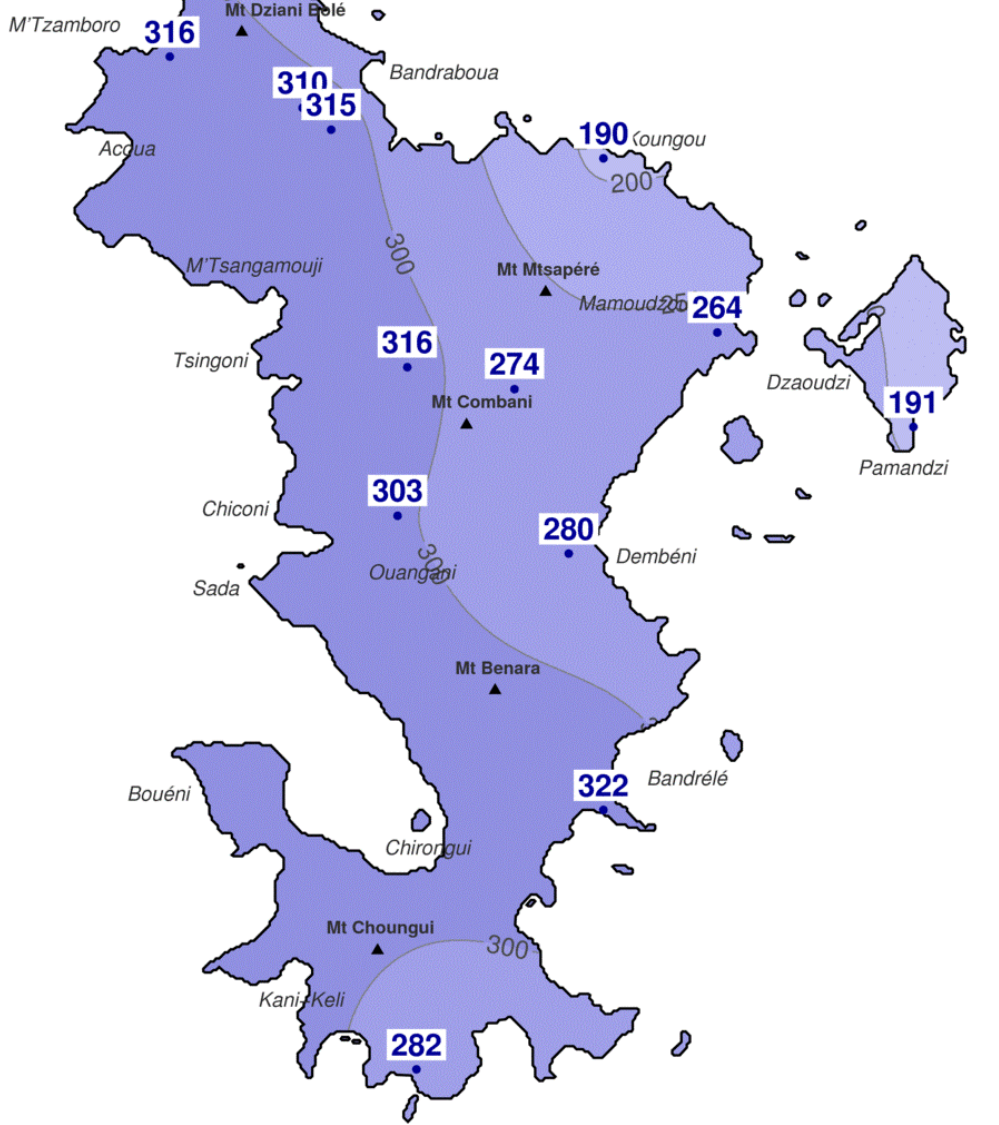 Mt Dziani Bolé
M'Tzamboro
316
Bandraboua
310
315
190
Acoua
200
M'Tsangamouji
300
Mt Mtsapéré
Mamoudzou
264
316
274
Tsingoni
Dzaoudzi
Mt Combani
191
Pamandzi
303
Chiconi
280
Dembéni
300
Ouangani
Sada
Mt Benara
322
Bandrélé
Bouéni
Chirongui
Mt Choungui
300
Kani-Keli
282